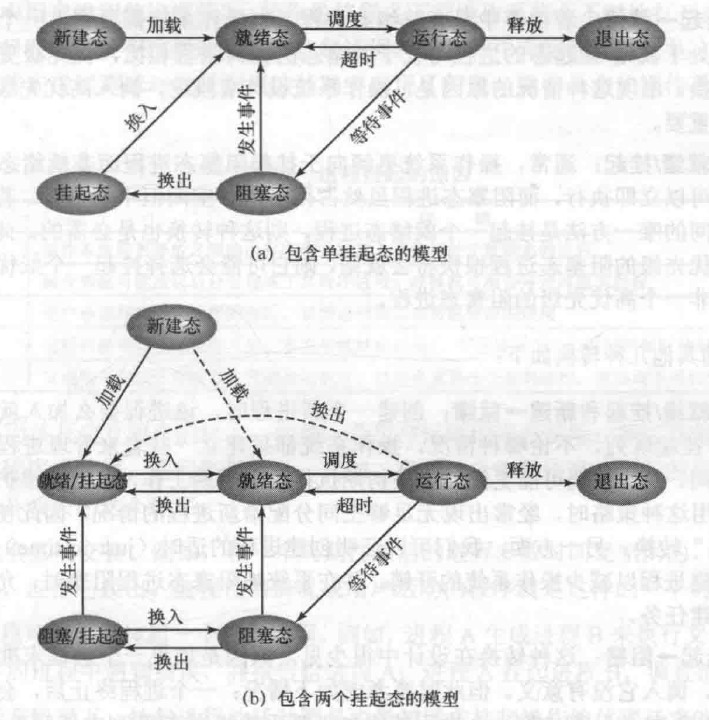 新建态
加载
就绪态
调度
超时
运行态
释放
退出态
换入
发生事件
等待事件
挂起态
换出
阻塞态
(a) 包含单挂起态的模型
新建态
加载
加载
换出
就绪/挂起态
换入
换出
就绪态
调度
超时
运行态
释放
退出态
发生事件
发生事件
等待事件
阻塞/挂起态
换入
换出
阻塞态
(b) 包含两个挂起态的模型